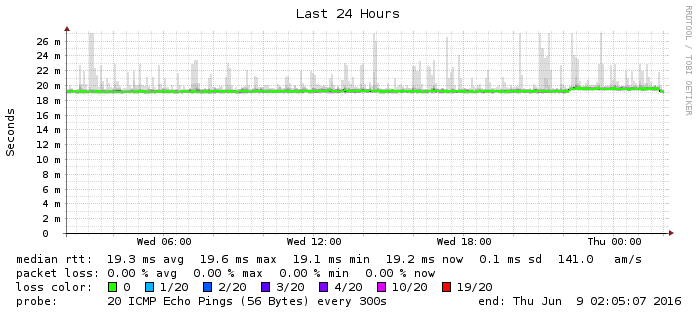 Last 24 Hours
RRDTOOL / TOBI OETIKER
Seconds
26 m
24 m
22 m
20 m
18 m
16 m
14 m
12 m
10 m
8 m
6 m
4 m
2 m
0
Wed 06:00 Wed 12:00 Wed 18:00 Thu 00:00
median rtt: 19.3 ms avg 19.6 ms max 19.1 ms min 19.2 ms now 0.1 ms sd 141.0 am/s
packet loss: 0.00 % avg 0.00 % max 0.00 % min 0.00 % now
loss color: 0 1/20 2/20 3/20 4/20 10/20 19/20
probe: 20 ICMP Echo Pings (56 Bytes) every 300s end: Thu Jun 9 02:05:07 2016